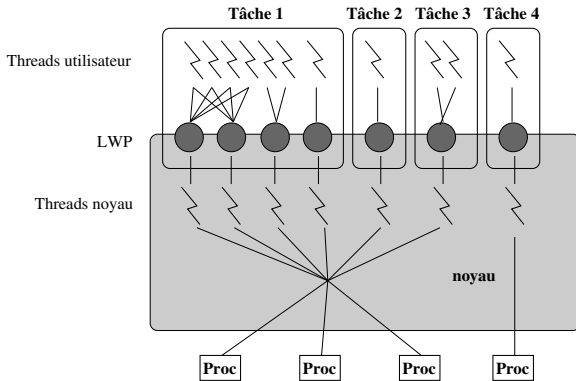 Tâche 1 Tâche 2 Tâche 3 Tâche 4
Threads utilisateur
LWP
Threads noyau
noyau
Proc Proc Proc Proc